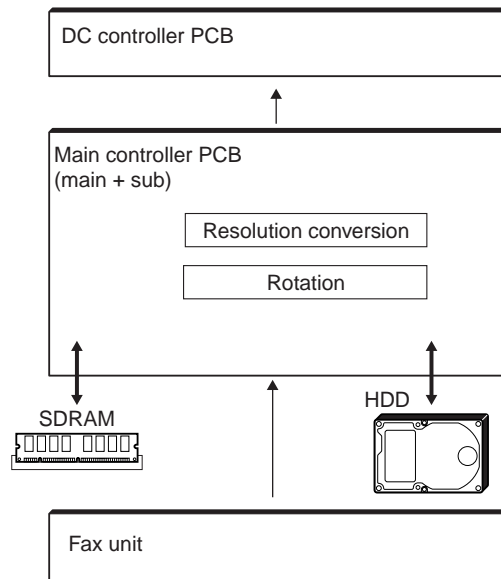 DC controller PCB
Main controller PCB
(main + sub)
Resolution conversion
Rotation
SDRAM
HDD
Fax unit